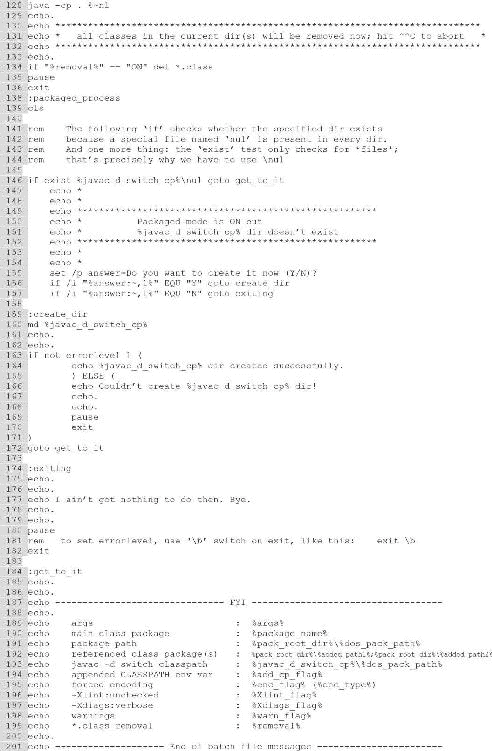 129 java -cp . %~n1
129 echo.
130 echo *****************************************************************
131 echo *   all classes in the current dir(s) will be removed now; hit ^^C to abort   *
132 echo *****************************************************************
133 echo.
134 if "%removal%" == "ON" del *.class
135 pause
136 exit
138 :packaged_process
139 cls
140
141 rem    The following 'if' checks whether the specified dir exists
142 rem    because a special file named 'nul' is present in every dir.
143 rem    And one more thing: the 'exist' test only checks for *files*;
144 rem    that's precisely why we have to use \nul
145
146 if exist %javac_d_switch_cp%\nul goto get_to_it
147     echo *
148     echo *
149     echo **********************************************************
150     echo *          Packaged mode is ON but
151     echo *          %javac_d_switch_cp% dir doesn't exist
152     echo **********************************************************
153     echo *
154     echo *
155     set /p answer=Do you want to create it now (Y/N)?
156     if /i "%answer:~,1%" EQU "Y" goto create_dir
157     if /i "%answer:~,1%" EQU "N" goto exiting
158
159 :create_dir
160 md %javac_d_switch_cp%
161 echo.
162 echo.
163 if not errorlevel 1 (
164         echo %javac_d_switch_cp% dir created successfully.
165         ) ELSE (
166         echo Couldn't create %javac_d_switch_cp% dir!
167         echo.
168         echo.
169         pause
170         exit
171 )
172 goto get_to_it
173
174 :exiting
175 echo.
176 echo.
177 echo I ain't got nothing to do then. Bye.
178 echo.
179 echo.
180 pause
181 rem   to set errorlevel, use '\b' switch on exit, like this:    exit \b
182 exit
183
184 :get_to_it
185 echo.
186 echo.
187 echo ------------------------------ FYI ----------------------------------
188 echo.
189 echo    args                          :  %args%
190 echo    main class package            :  %package_name%
191 echo    package path                  :  %pack_root_dir%\%dos_pack_path%
192 echo    referenced class package(s)   :  %pack_root_dir%\%added_path%;%pack_root_dir%\%added_path%
193 echo    javac -d switch classpath     :  %javac_d_switch_cp%\%dos_pack_path%
194 echo    appended CLASSPATH env var    :  %add_cp_flag%
195 echo    forced encoding               :  %enc_flag% (%enc_type%)
196 echo    -Xlint:unchecked              :  %Xlint_flag%
197 echo    -Xdiags:verbose               :  %Xdiags_flag%
198 echo    warnings                      :  %warn_flag%
199 echo    *.class removal               :  %removal%
200 echo.
201 echo ------------------- End of batch file messages ----------------------